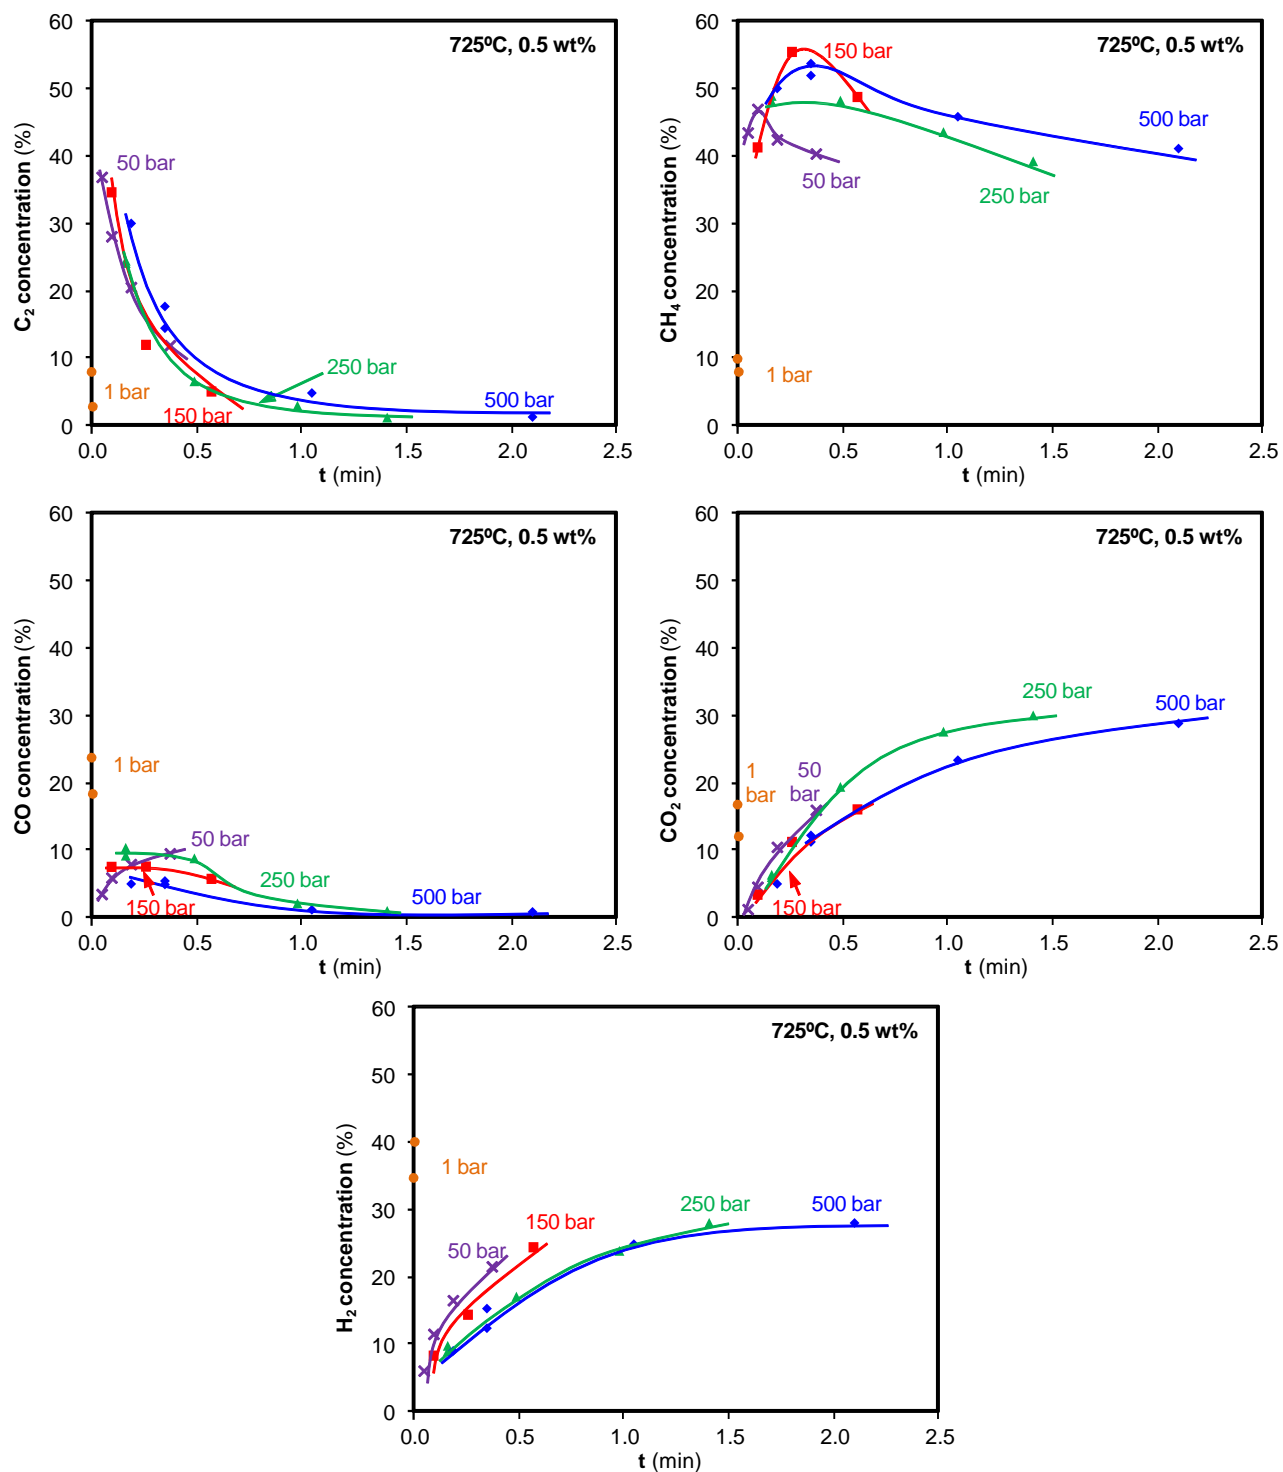 725ºC, 0.5 wt%
C2 concentration (%)
60
50
40
30
20
10
0
50 bar
1 bar
150 bar
250 bar
500 bar
0.0 0.5 1.0 1.5 2.0 2.5
t (min)
725ºC, 0.5 wt%
CH4 concentration (%)
60
50
40
30
20
10
0
150 bar
500 bar
50 bar
250 bar
1 bar
0.0 0.5 1.0 1.5 2.0 2.5
t (min)
725ºC, 0.5 wt%
CO concentration (%)
60
50
40
30
20
10
0
1 bar
50 bar
250 bar
150 bar
500 bar
0.0 0.5 1.0 1.5 2.0 2.5
t (min)
725ºC, 0.5 wt%
CO2 concentration (%)
60
50
40
30
20
10
0
250 bar
500 bar
1
bar
50
bar
150 bar
0.0 0.5 1.0 1.5 2.0 2.5
t (min)
725ºC, 0.5 wt%
H2 concentration (%)
60
50
40
30
20
10
0
1 bar
50 bar
150 bar
250 bar
500 bar
0.0 0.5 1.0 1.5 2.0 2.5
t (min)